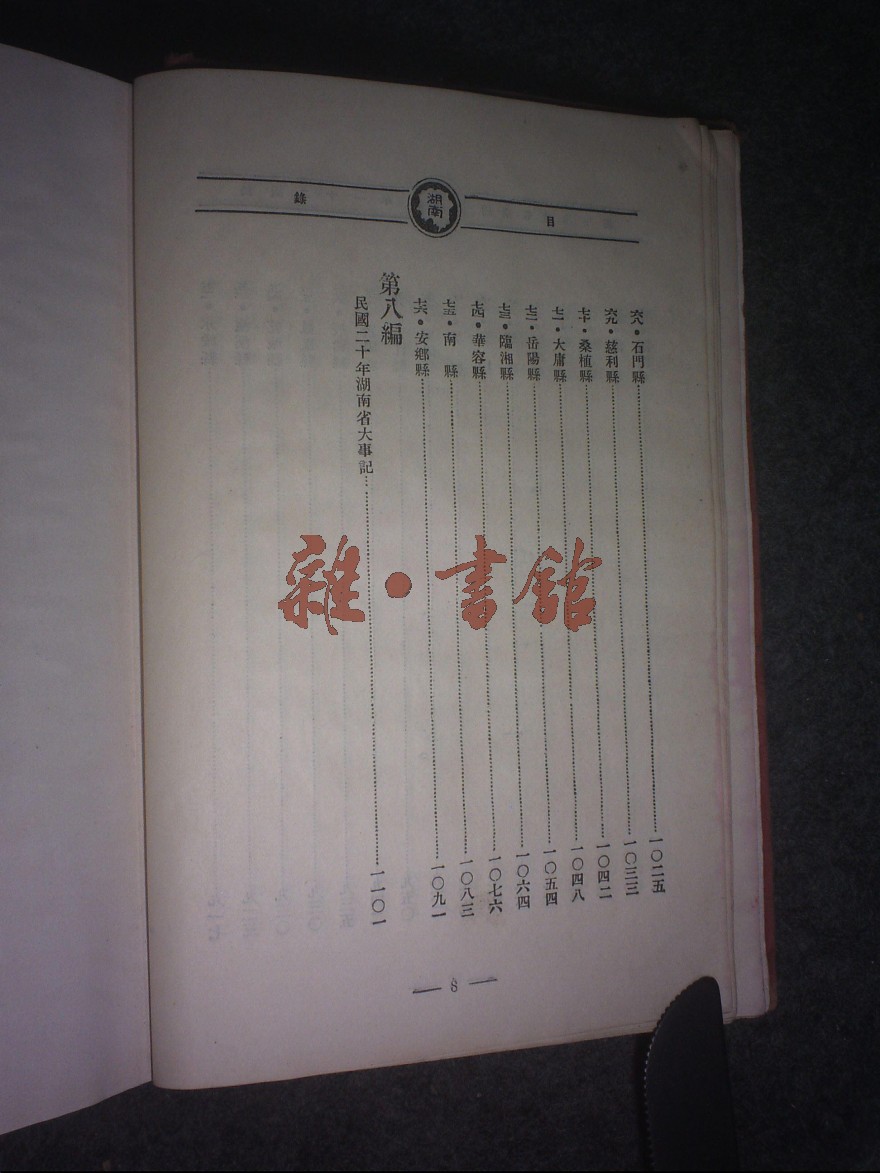 目
湖南
錄
六八・石門縣……一〇二五
六九・慈利縣……一〇三三
七十・桑植縣……一〇四二
七一・大庸縣……一〇四八
七二・岳陽縣……一〇五四
七三・臨湘縣……一〇六四
七四・華容縣……一〇七六
七五・南　縣……一〇八三
七六・安鄉縣……一〇九一
第八編
民國二十年湖南省大事記……一一〇一
— 8 —
雜・書館